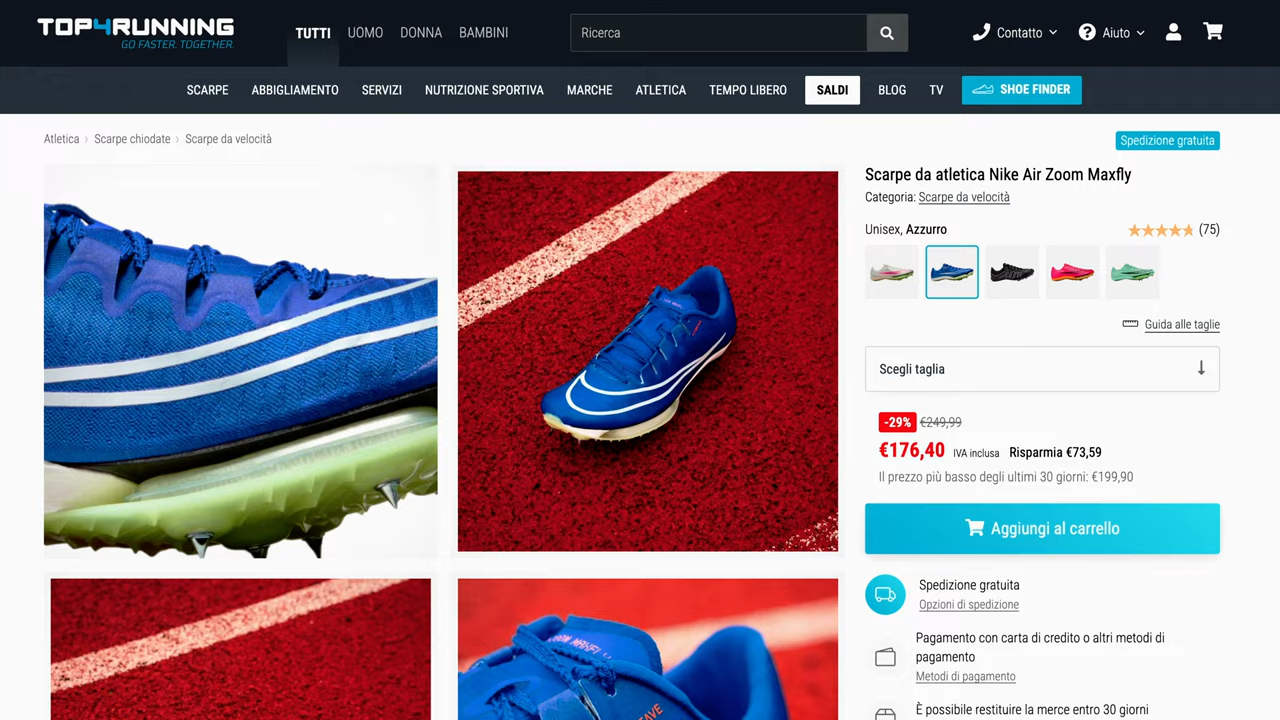 TOP4RUNNING
GO FASTER. TOGETHER.
TUTTI UOMO DONNA BAMBINI
Ricerca
Contatto
Aiuto
SCARPE ABBIGLIAMENTO SERVIZI NUTRIZIONE SPORTIVA MARCHE ATLETICA TEMPO LIBERO SALDI BLOG TV SHOE FINDER
Atletica › Scarpe chiodate › Scarpe da velocità
Spedizione gratuita
Scarpe da atletica Nike Air Zoom Maxfly
Categoria: Scarpe da velocità
Unisex, Azzurro
(75)
Guida alle taglie
Scegli taglia
-29% €249,99
€176,40 IVA inclusa Risparmia €73,59
Il prezzo più basso degli ultimi 30 giorni: €199,90
Aggiungi al carrello
Spedizione gratuita
Opzioni di spedizione
Pagamento con carta di credito o altri metodi di
pagamento
Metodi di pagamento
È possibile restituire la merce entro 30 giorni